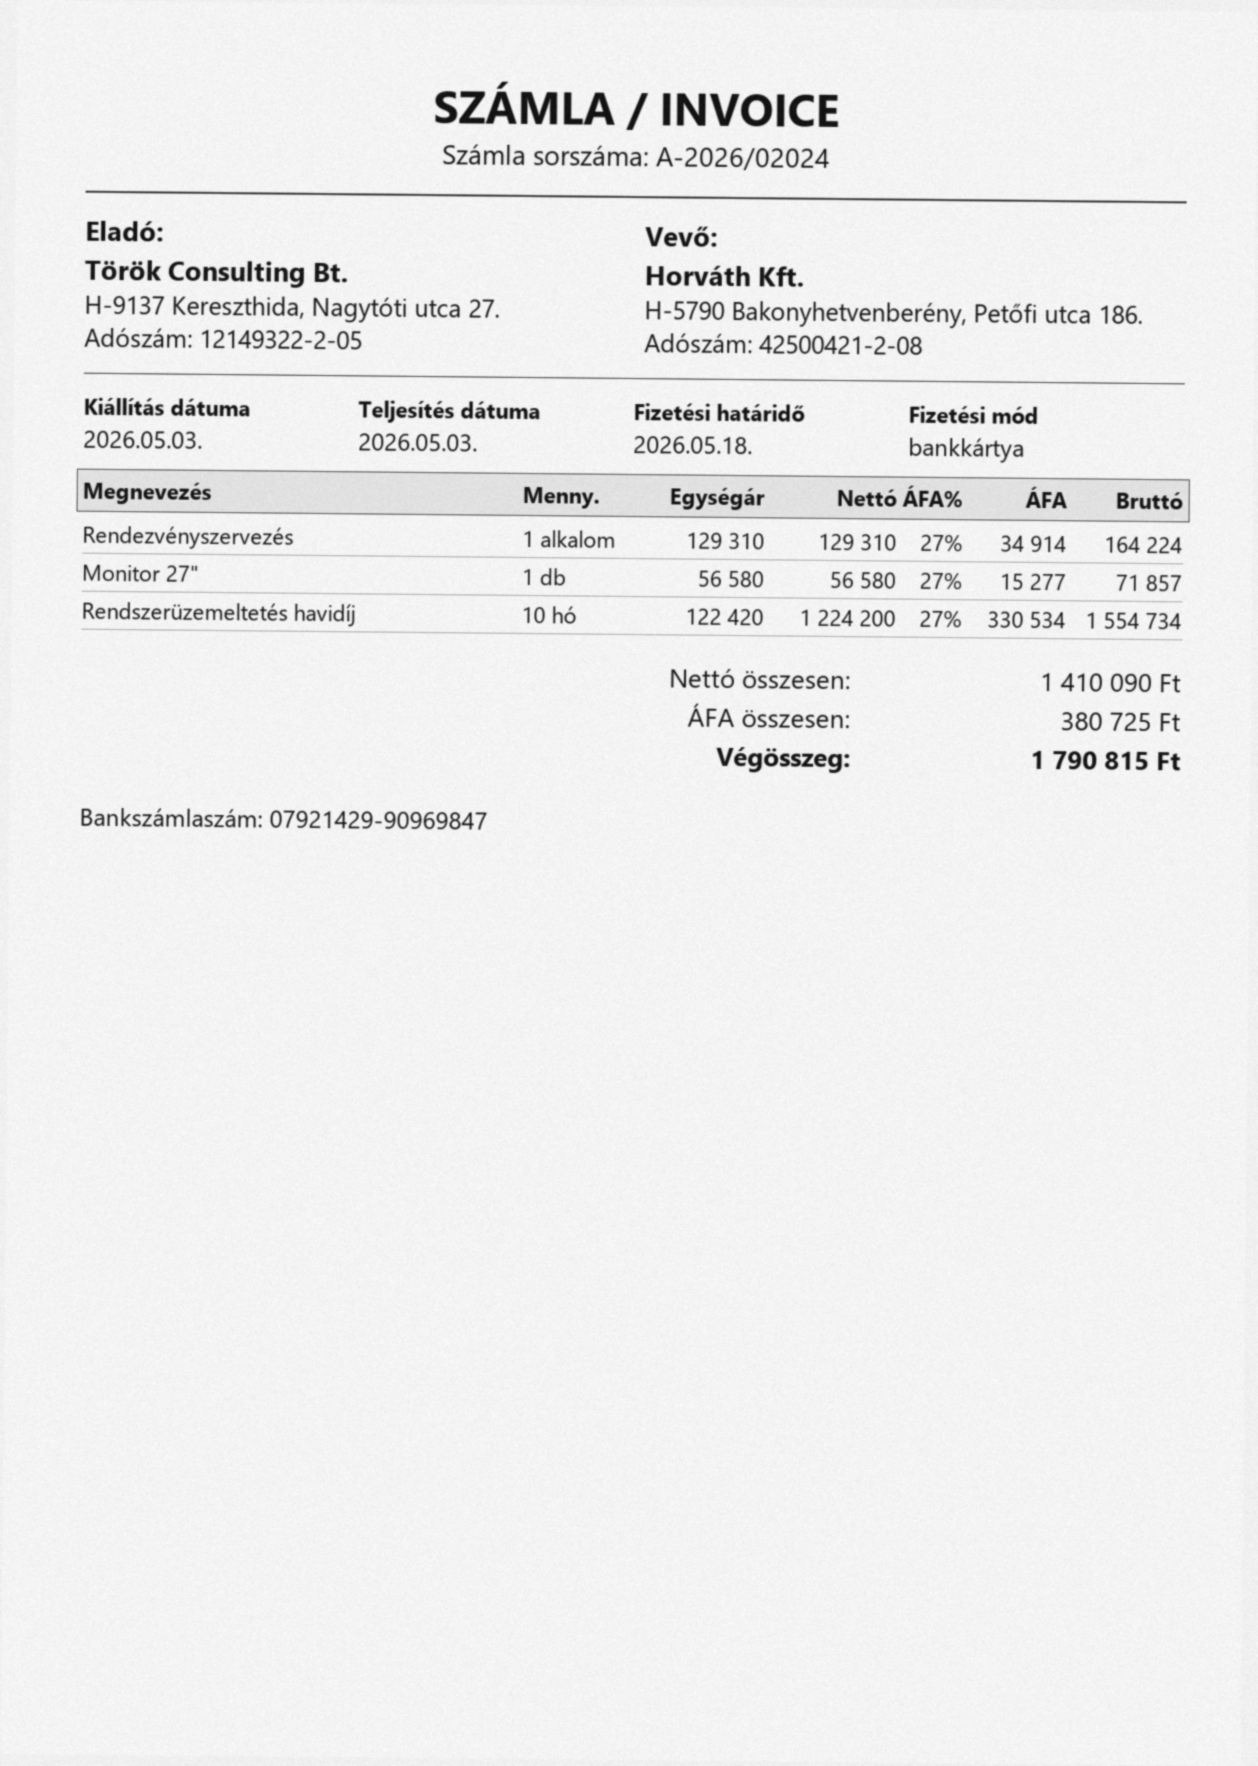 SZÁMLA / INVOICE
Számla sorszáma: A-2026/02024
Eladó:
Török Consulting Bt.
H-9137 Kereszthida, Nagytóti utca 27.
Adószám: 12149322-2-05
Vevő:
Horváth Kft.
H-5790 Bakonyhetvenberény, Petőfi utca 186.
Adószám: 42500421-2-08
Kiállítás dátuma Teljesítés dátuma Fizetési határidő Fizetési mód
2026.05.03. 2026.05.03. 2026.05.18. bankkártya
Megnevezés Menny. Egységár Nettó ÁFA% ÁFA Bruttó
Rendezvényszervezés 1 alkalom 129 310 129 310 27% 34 914 164 224
Monitor 27" 1 db 56 580 56 580 27% 15 277 71 857
Rendszerüzemeltetés havidíj 10 hó 122 420 1 224 200 27% 330 534 1 554 734
Nettó összesen: 1 410 090 Ft
ÁFA összesen: 380 725 Ft
Végösszeg: 1 790 815 Ft
Bankszámlaszám: 07921429-90969847